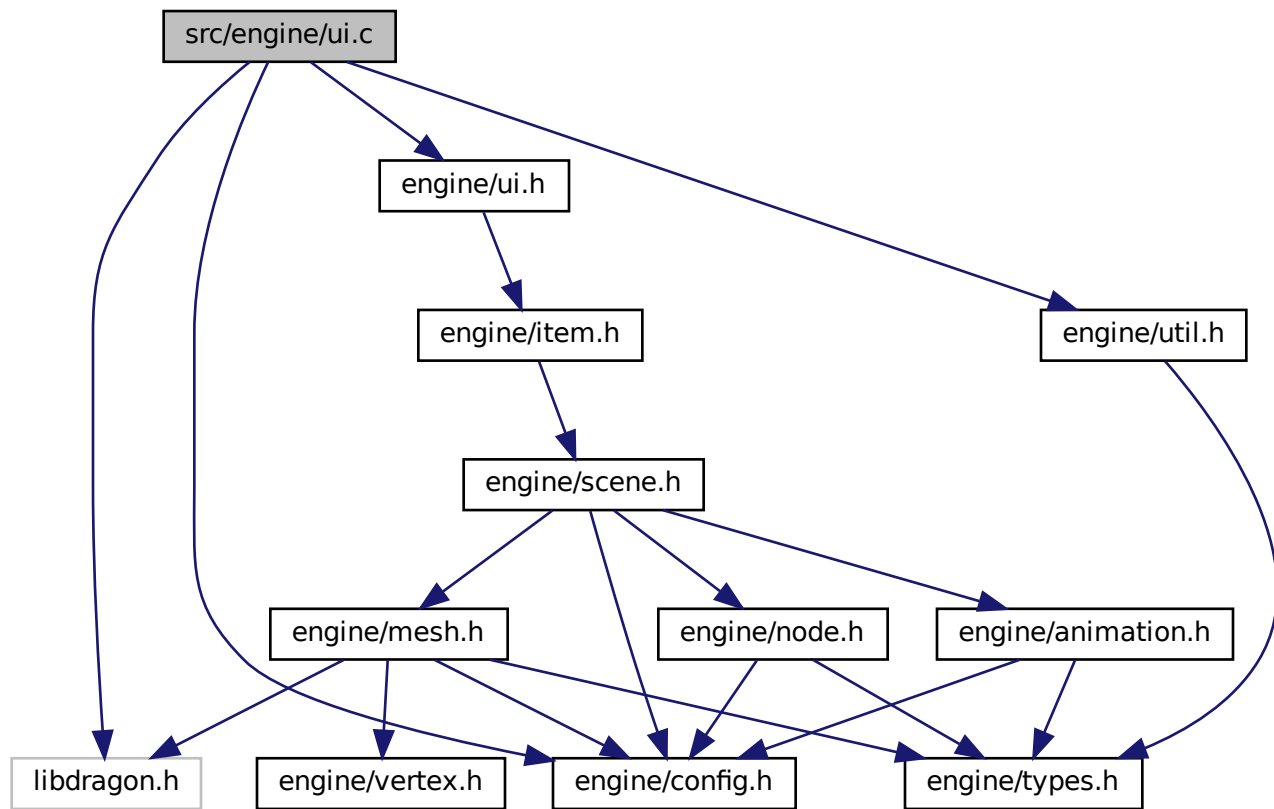 src/engine/ui.c
engine/ui.h
engine/item.h
engine/util.h
engine/scene.h
engine/mesh.h
engine/node.h
engine/animation.h
libdragon.h
engine/vertex.h
engine/config.h
engine/types.h